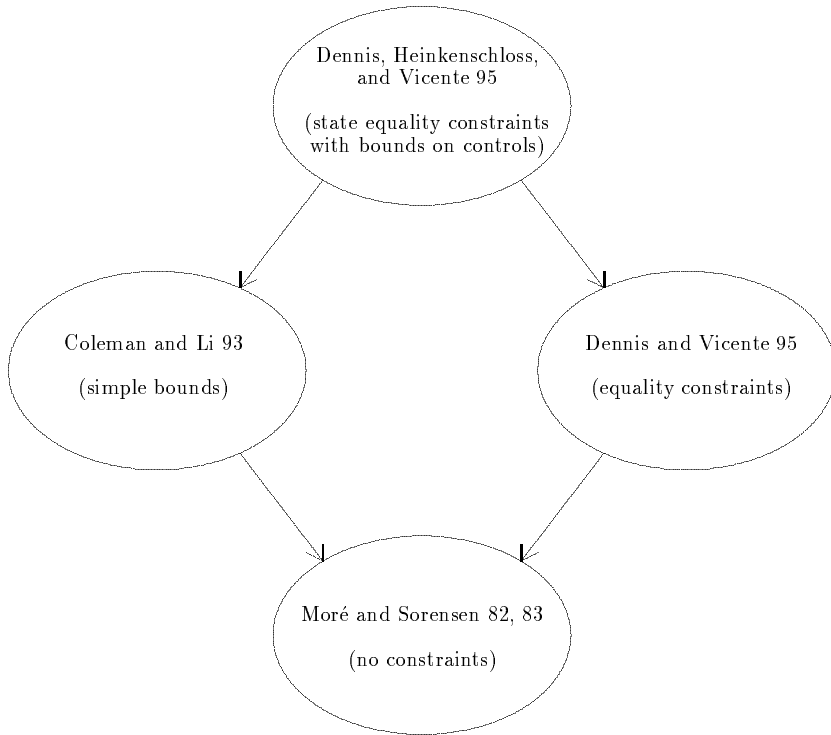 Dennis, Heinkenschloss,
and Vicente 95
(state equality constraints
with bounds on controls)
Coleman and Li 93
(simple bounds)
Dennis and Vicente 95
(equality constraints)
Moré and Sorensen 82, 83
(no constraints)